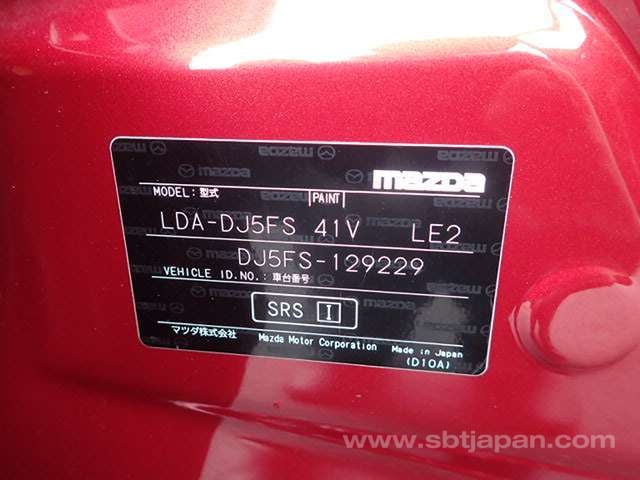 mazda
MODEL:型式 PAINT
LDA-DJ5FS 41V LE2
DJ5FS-129229
VEHICLE ID.NO.:車台番号
SRS I
マツダ株式会社 Mazda Motor Corporation Made in Japan
(D10A)
www.sbtjapan.com